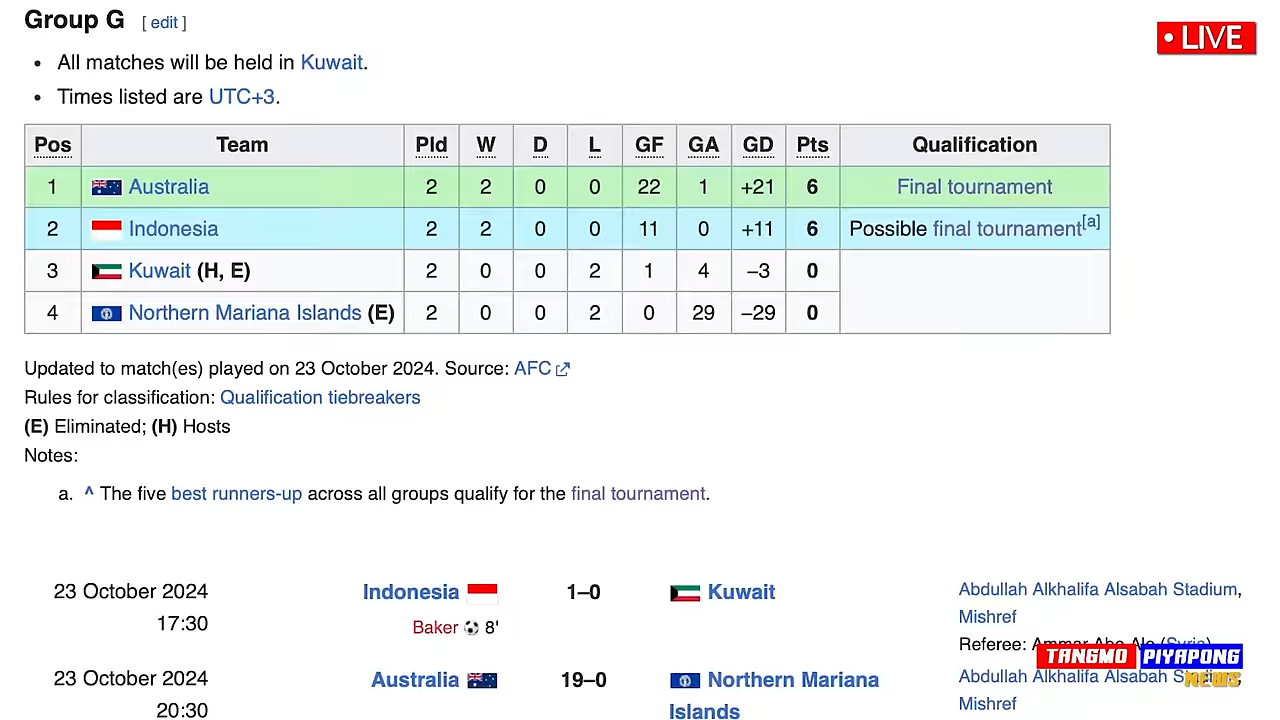 Group G [ edit ]
• LIVE
• All matches will be held in Kuwait.
• Times listed are UTC+3.
Pos Team Pld W D L GF GA GD Pts Qualification
1 Australia 2 2 0 0 22 1 +21 6 Final tournament
2 Indonesia 2 2 0 0 11 0 +11 6 Possible final tournament[a]
3 Kuwait (H, E) 2 0 0 2 1 4 −3 0
4 Northern Mariana Islands (E) 2 0 0 2 0 29 −29 0
Updated to match(es) played on 23 October 2024. Source: AFC
Rules for classification: Qualification tiebreakers
(E) Eliminated; (H) Hosts
Notes:
a. ^ The five best runners-up across all groups qualify for the final tournament.
23 October 2024 Indonesia 1–0 Kuwait Abdullah Alkhalifa Alsabah Stadium,
17:30 Baker 8' Mishref
Referee: Ammar Abo Alo (Syria)
TANGMO PIYAPONG
NEWS
23 October 2024 Australia 19–0 Northern Mariana Abdullah Alkhalifa Alsabah Stadium,
20:30 Islands Mishref